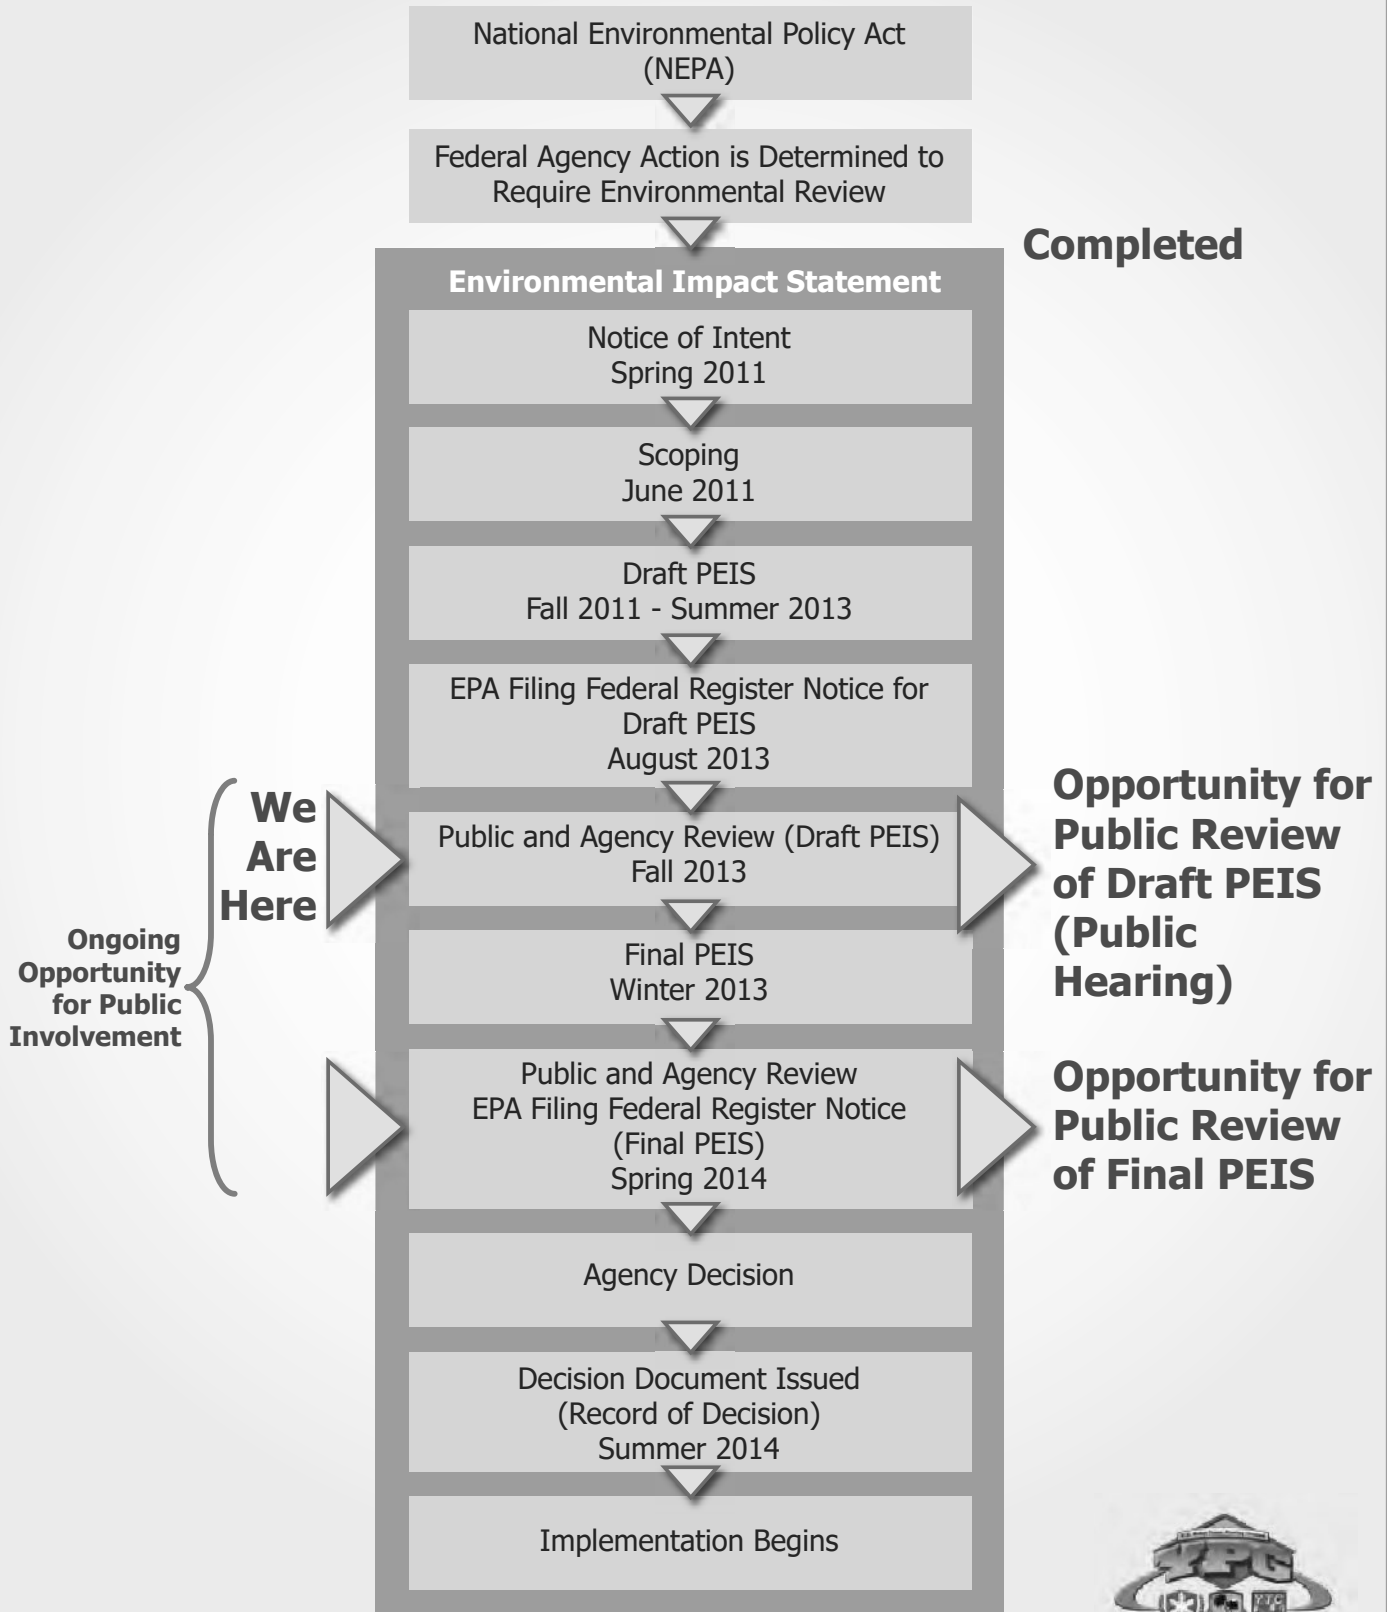 National Environmental Policy Act
(NEPA)
Federal Agency Action is Determined to
Require Environmental Review
Completed
Environmental Impact Statement
Notice of Intent
Spring 2011
Scoping
June 2011
Draft PEIS
Fall 2011 - Summer 2013
EPA Filing Federal Register Notice for
Draft PEIS
August 2013
We
Are
Here
Public and Agency Review (Draft PEIS)
Fall 2013
Opportunity for
Public Review
of Draft PEIS
(Public
Hearing)
Ongoing
Opportunity
for Public
Involvement
Final PEIS
Winter 2013
Public and Agency Review
EPA Filing Federal Register Notice
(Final PEIS)
Spring 2014
Opportunity for
Public Review
of Final PEIS
Agency Decision
Decision Document Issued
(Record of Decision)
Summer 2014
Implementation Begins
YPG